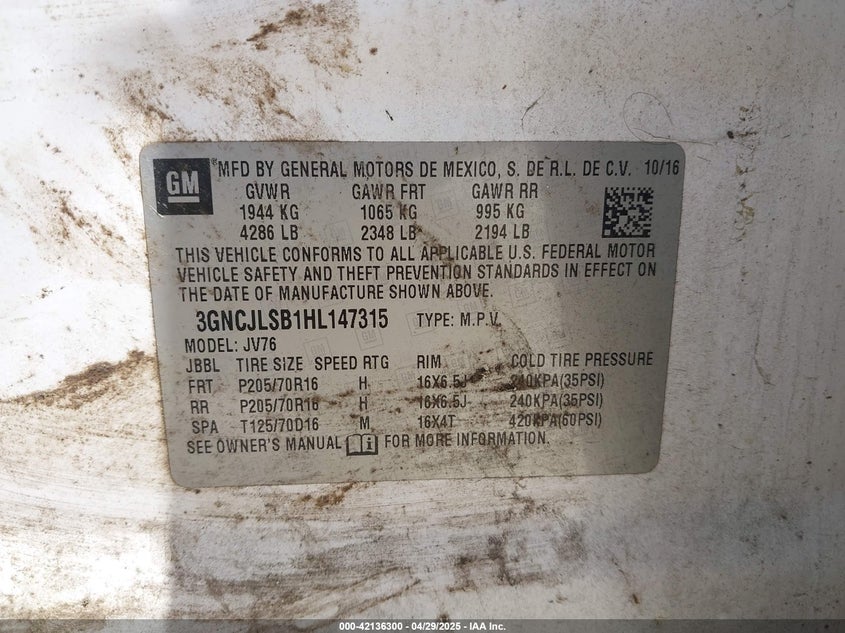 GM ® MFD BY GENERAL MOTORS DE MEXICO, S. DE R.L. DE C.V. 10/16
GVWR GAWR FRT GAWR RR
1944 KG 1065 KG 995 KG
4286 LB 2348 LB 2194 LB
THIS VEHICLE CONFORMS TO ALL APPLICABLE U.S. FEDERAL MOTOR
VEHICLE SAFETY AND THEFT PREVENTION STANDARDS IN EFFECT ON
THE DATE OF MANUFACTURE SHOWN ABOVE.
3GNCJLSB1HL147315 TYPE: M.P.V.
MODEL: JV76
JBBL TIRE SIZE SPEED RTG RIM COLD TIRE PRESSURE
FRT P205/70R16 H 16X6.5J 240KPA(35PSI)
RR P205/70R16 H 16X6.5J 240KPA(35PSI)
SPA T125/70D16 M 16X4T 420KPA(60PSI)
SEE OWNER'S MANUAL FOR MORE INFORMATION.
000-42136300 - 04/29/2025 - IAA Inc.